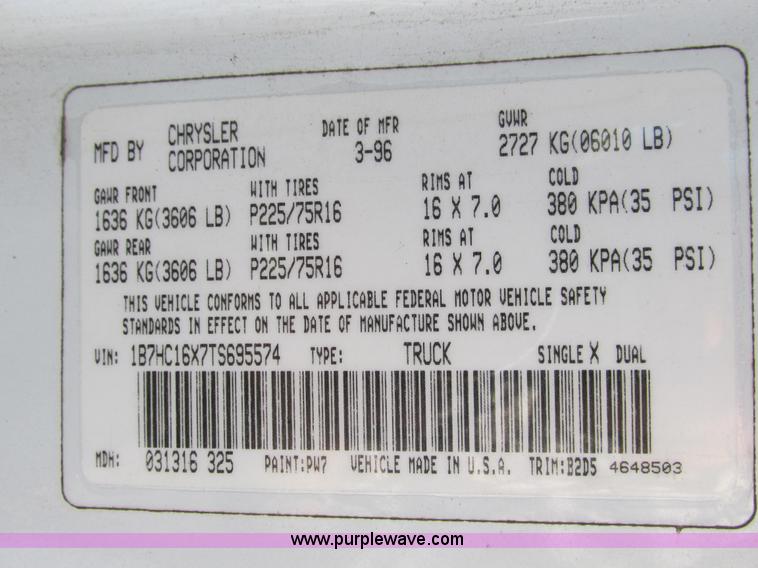 MFD BY CHRYSLER CORPORATION DATE OF MFR 3-96 GVWR 2727 KG(06010 LB)
GAWR FRONT WITH TIRES RIMS AT COLD
1636 KG(3606 LB) P225/75R16 16 X 7.0 380 KPA(35 PSI)
GAWR REAR WITH TIRES RIMS AT COLD
1636 KG(3606 LB) P225/75R16 16 X 7.0 380 KPA(35 PSI)
THIS VEHICLE CONFORMS TO ALL APPLICABLE FEDERAL MOTOR VEHICLE SAFETY
STANDARDS IN EFFECT ON THE DATE OF MANUFACTURE SHOWN ABOVE.
VIN: 1B7HC16X7TS695574 TYPE: TRUCK SINGLE X DUAL
MDH: 031316 325 PAINT:PW7 VEHICLE MADE IN U.S.A. TRIM:B2D5 4648503
www.purplewave.com